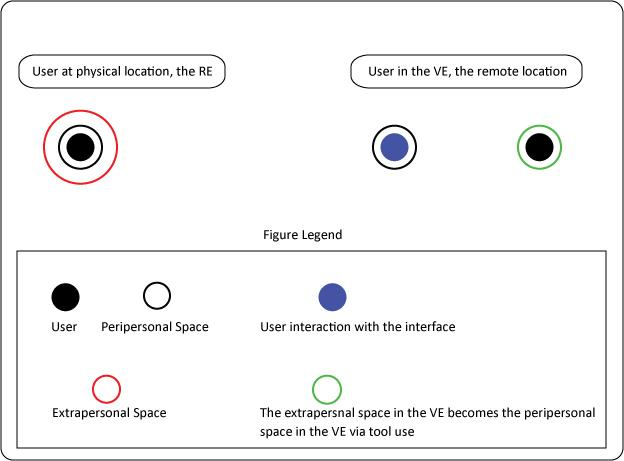 User at physical location, the RE
User in the VE, the remote location
Figure Legend
User
Peripersonal Space
User interaction with the interface
Extrapersonal Space
The extrapersnal space in the VE becomes the peripersonal
space in the VE via tool use